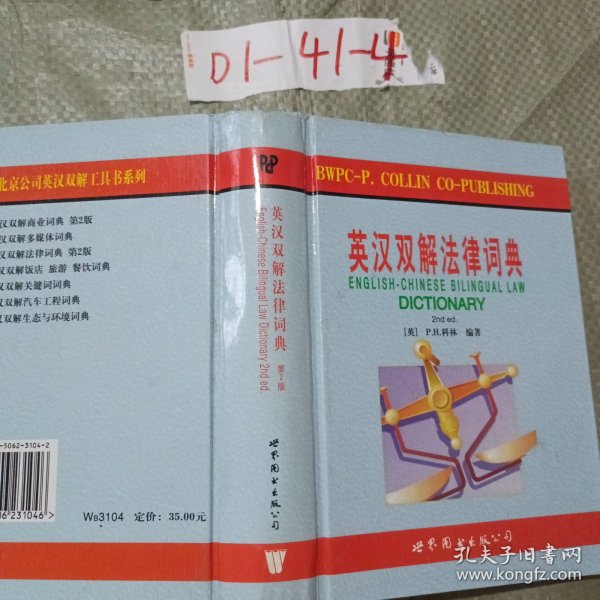 D1-41-4
北京公司英汉双解工具书系列
汉双解商业词典 第2版
汉双解多媒体词典
汉双解法律词典 第2版
汉双解饭店 旅游 餐饮词典
汉双解关键词词典
汉双解汽车工程词典
汉双解生态与环境词典
-5062-3104-2
06231046>
WB3104 定价：35.00元
英汉双解法律词典 第2版
English-Chinese Bilingual Law Dictionary 2nd ed.
世界图书出版公司
BWPC-P. COLLIN CO-PUBLISHING
英汉双解法律词典
ENGLISH-CHINESE BILINGUAL LAW
DICTIONARY
2nd ed.
[英] P.H.科林 编著
世界图书出版公司
孔夫子旧书网
www.kongfz.com